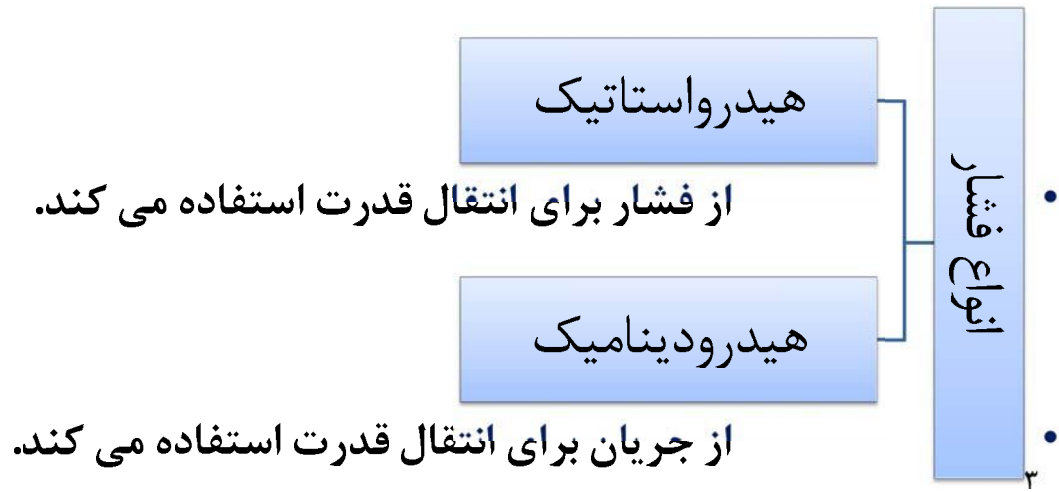 انواع فشار
هیدرواستاتیک
• از فشار برای انتقال قدرت استفاده می کند.
هیدرودینامیک
• از جریان برای انتقال قدرت استفاده می کند.
۳